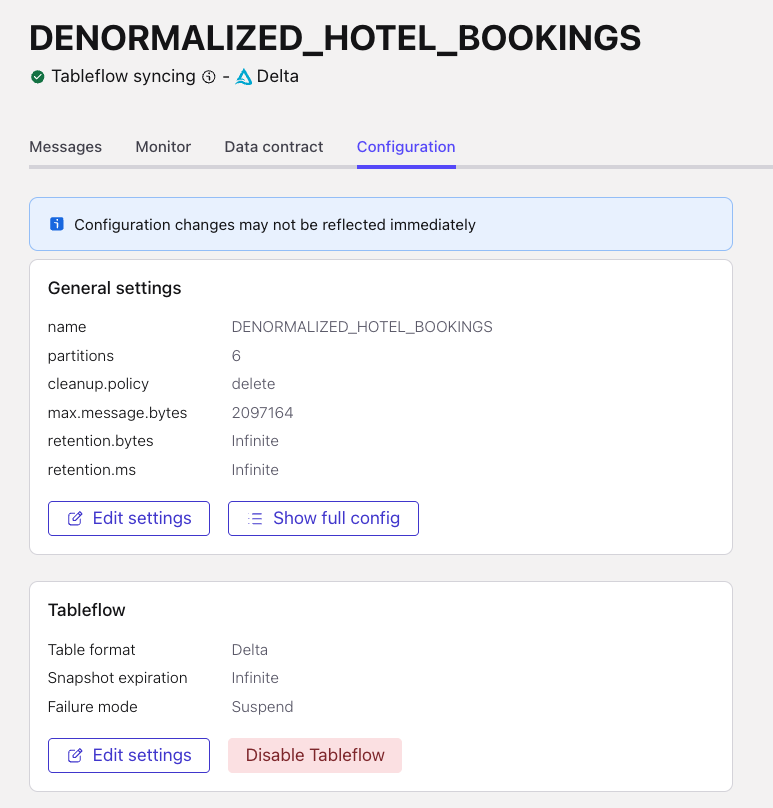 DENORMALIZED_HOTEL_BOOKINGS
Tableflow syncing - Delta
Messages Monitor Data contract Configuration
Configuration changes may not be reflected immediately
General settings
name DENORMALIZED_HOTEL_BOOKINGS
partitions 6
cleanup.policy delete
max.message.bytes 2097164
retention.bytes Infinite
retention.ms Infinite
Edit settings Show full config
Tableflow
Table format Delta
Snapshot expiration Infinite
Failure mode Suspend
Edit settings Disable Tableflow